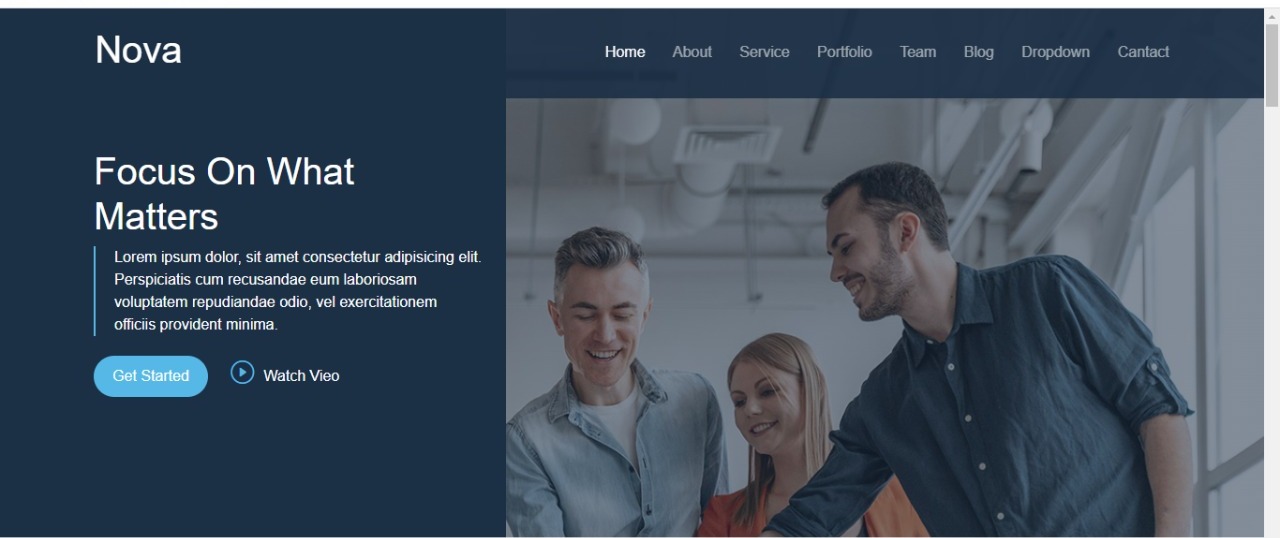 Nova
Home About Service Portfolio Team Blog Dropdown Cantact
Focus On What
Matters
Lorem ipsum dolor, sit amet consectetur adipisicing elit.
Perspiciatis cum recusandae eum laboriosam
voluptatem repudiandae odio, vel exercitationem
officiis provident minima.
Get Started Watch Vieo